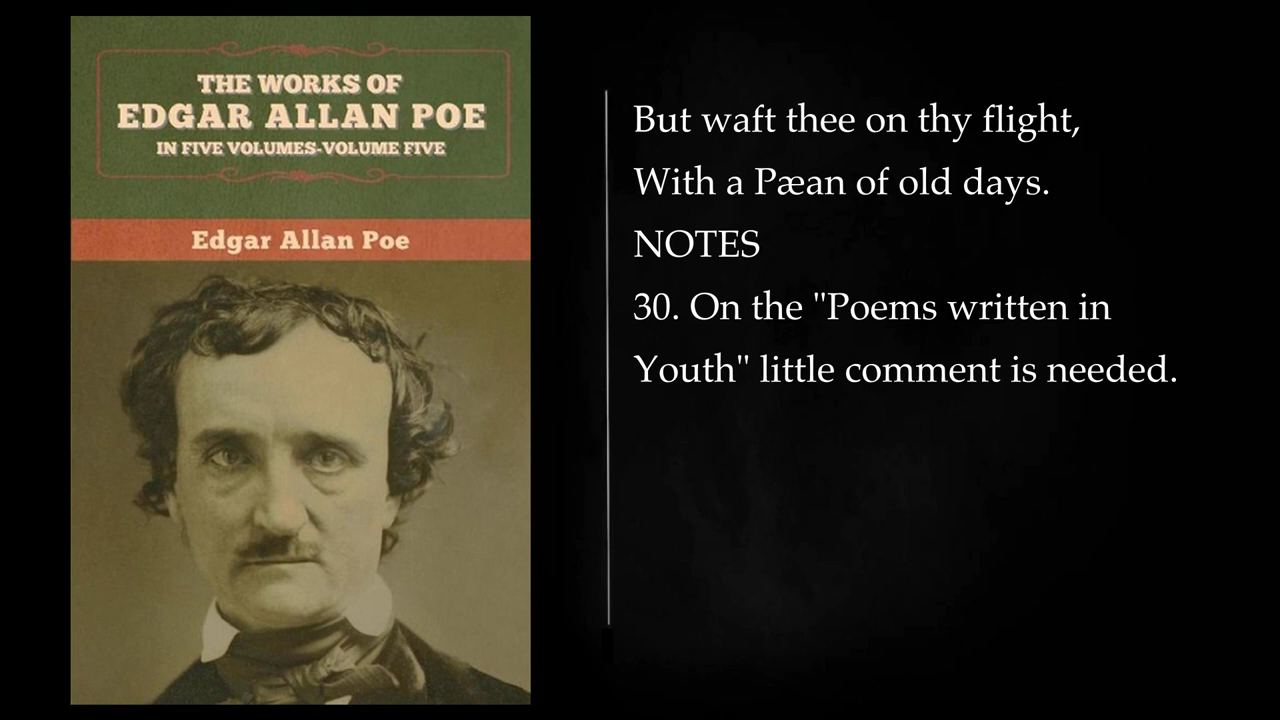 THE WORKS OF
EDGAR ALLAN POE
IN FIVE VOLUMES-VOLUME FIVE
Edgar Allan Poe
But waft thee on thy flight,
With a Pæan of old days.
NOTES
30. On the "Poems written in
Youth" little comment is needed.